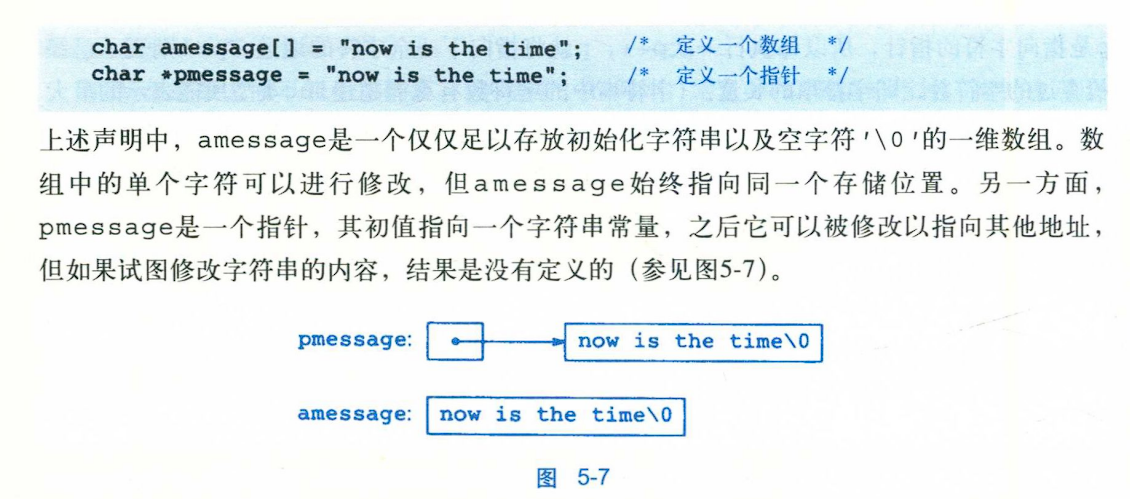 char amessage[] = "now is the time"; /* 定义一个数组 */
char *pmessage = "now is the time"; /* 定义一个指针 */
上述声明中，amessage是一个仅仅足以存放初始化字符串以及空字符'\0'的一维数组。数
组中的单个字符可以进行修改，但amessage始终指向同一个存储位置。另一方面，
pmessage是一个指针，其初值指向一个字符串常量，之后它可以被修改以指向其他地址，
但如果试图修改字符串的内容，结果是没有定义的（参见图5-7）。
pmessage: now is the time\0
amessage: now is the time\0
图 5-7